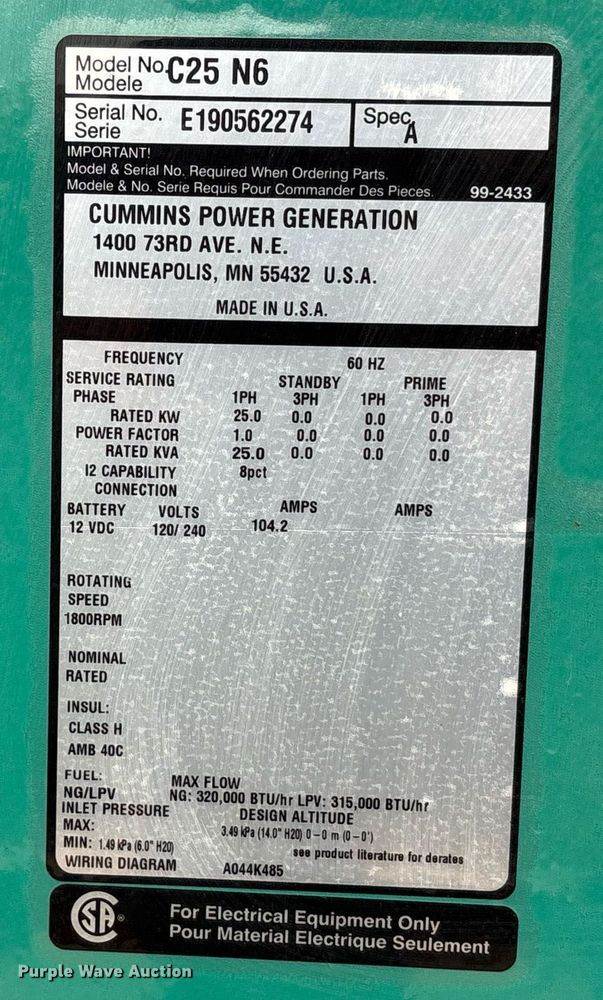 Model No. C25 N6
Modele
Serial No. E190562274 Spec. A
Serie
IMPORTANT!
Model & Serial No. Required When Ordering Parts.
Modele & No. Serie Requis Pour Commander Des Pieces. 99-2433
CUMMINS POWER GENERATION
1400 73RD AVE. N.E.
MINNEAPOLIS, MN 55432 U.S.A.
MADE IN U.S.A.
FREQUENCY 60 HZ
SERVICE RATING STANDBY PRIME
PHASE 1PH 3PH 1PH 3PH
RATED KW 25.0 0.0 0.0 0.0
POWER FACTOR 1.0 0.0 0.0 0.0
RATED KVA 25.0 0.0 0.0 0.0
I2 CAPABILITY 8pct
CONNECTION
BATTERY VOLTS AMPS AMPS
12 VDC 120/ 240 104.2
ROTATING
SPEED
1800RPM
NOMINAL
RATED
INSUL:
CLASS H
AMB 40C
FUEL: MAX FLOW
NG/LPV NG: 320,000 BTU/hr LPV: 315,000 BTU/hr
INLET PRESSURE DESIGN ALTITUDE
MAX: 3.49 kPa (14.0" H20) 0-0 m (0-0')
MIN: 1.49 kPa (6.0" H20) see product literature for derates
WIRING DIAGRAM A044K485
SA ®
For Electrical Equipment Only
Pour Material Electrique Seulement
Purple Wave Auction